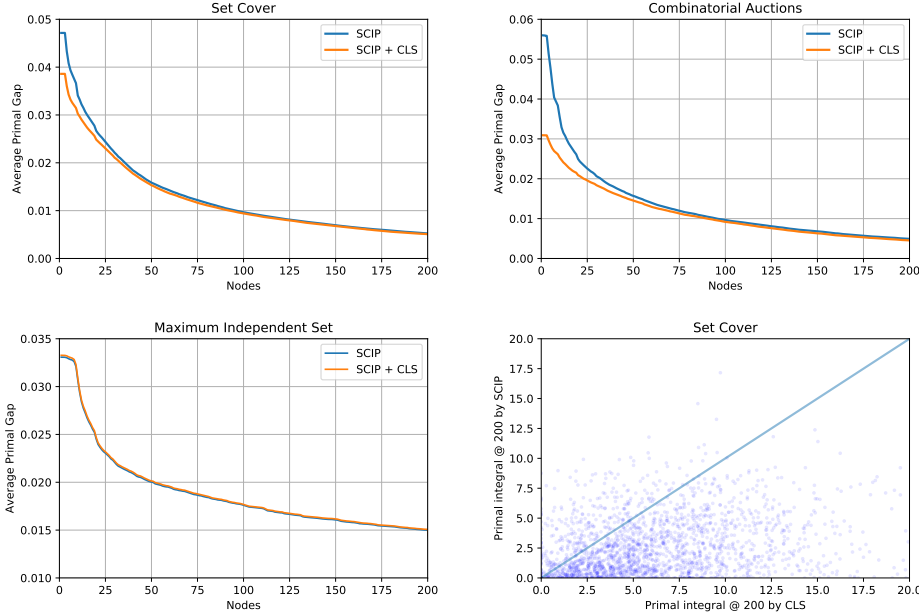 Set Cover
Average Primal Gap
0.05
0.04
0.03
0.02
0.01
0.00
0 25 50 75 100 125 150 175 200
Nodes
SCIP
SCIP + CLS
Combinatorial Auctions
Average Primal Gap
0.06
0.05
0.04
0.03
0.02
0.01
0.00
0 25 50 75 100 125 150 175 200
Nodes
SCIP
SCIP + CLS
Maximum Independent Set
Average Primal Gap
0.035
0.030
0.025
0.020
0.015
0.010
0 25 50 75 100 125 150 175 200
Nodes
SCIP
SCIP + CLS
Set Cover
Primal integral @ 200 by SCIP
20.0
17.5
15.0
12.5
10.0
7.5
5.0
2.5
0.0
0.0 2.5 5.0 7.5 10.0 12.5 15.0 17.5 20.0
Primal integral @ 200 by CLS